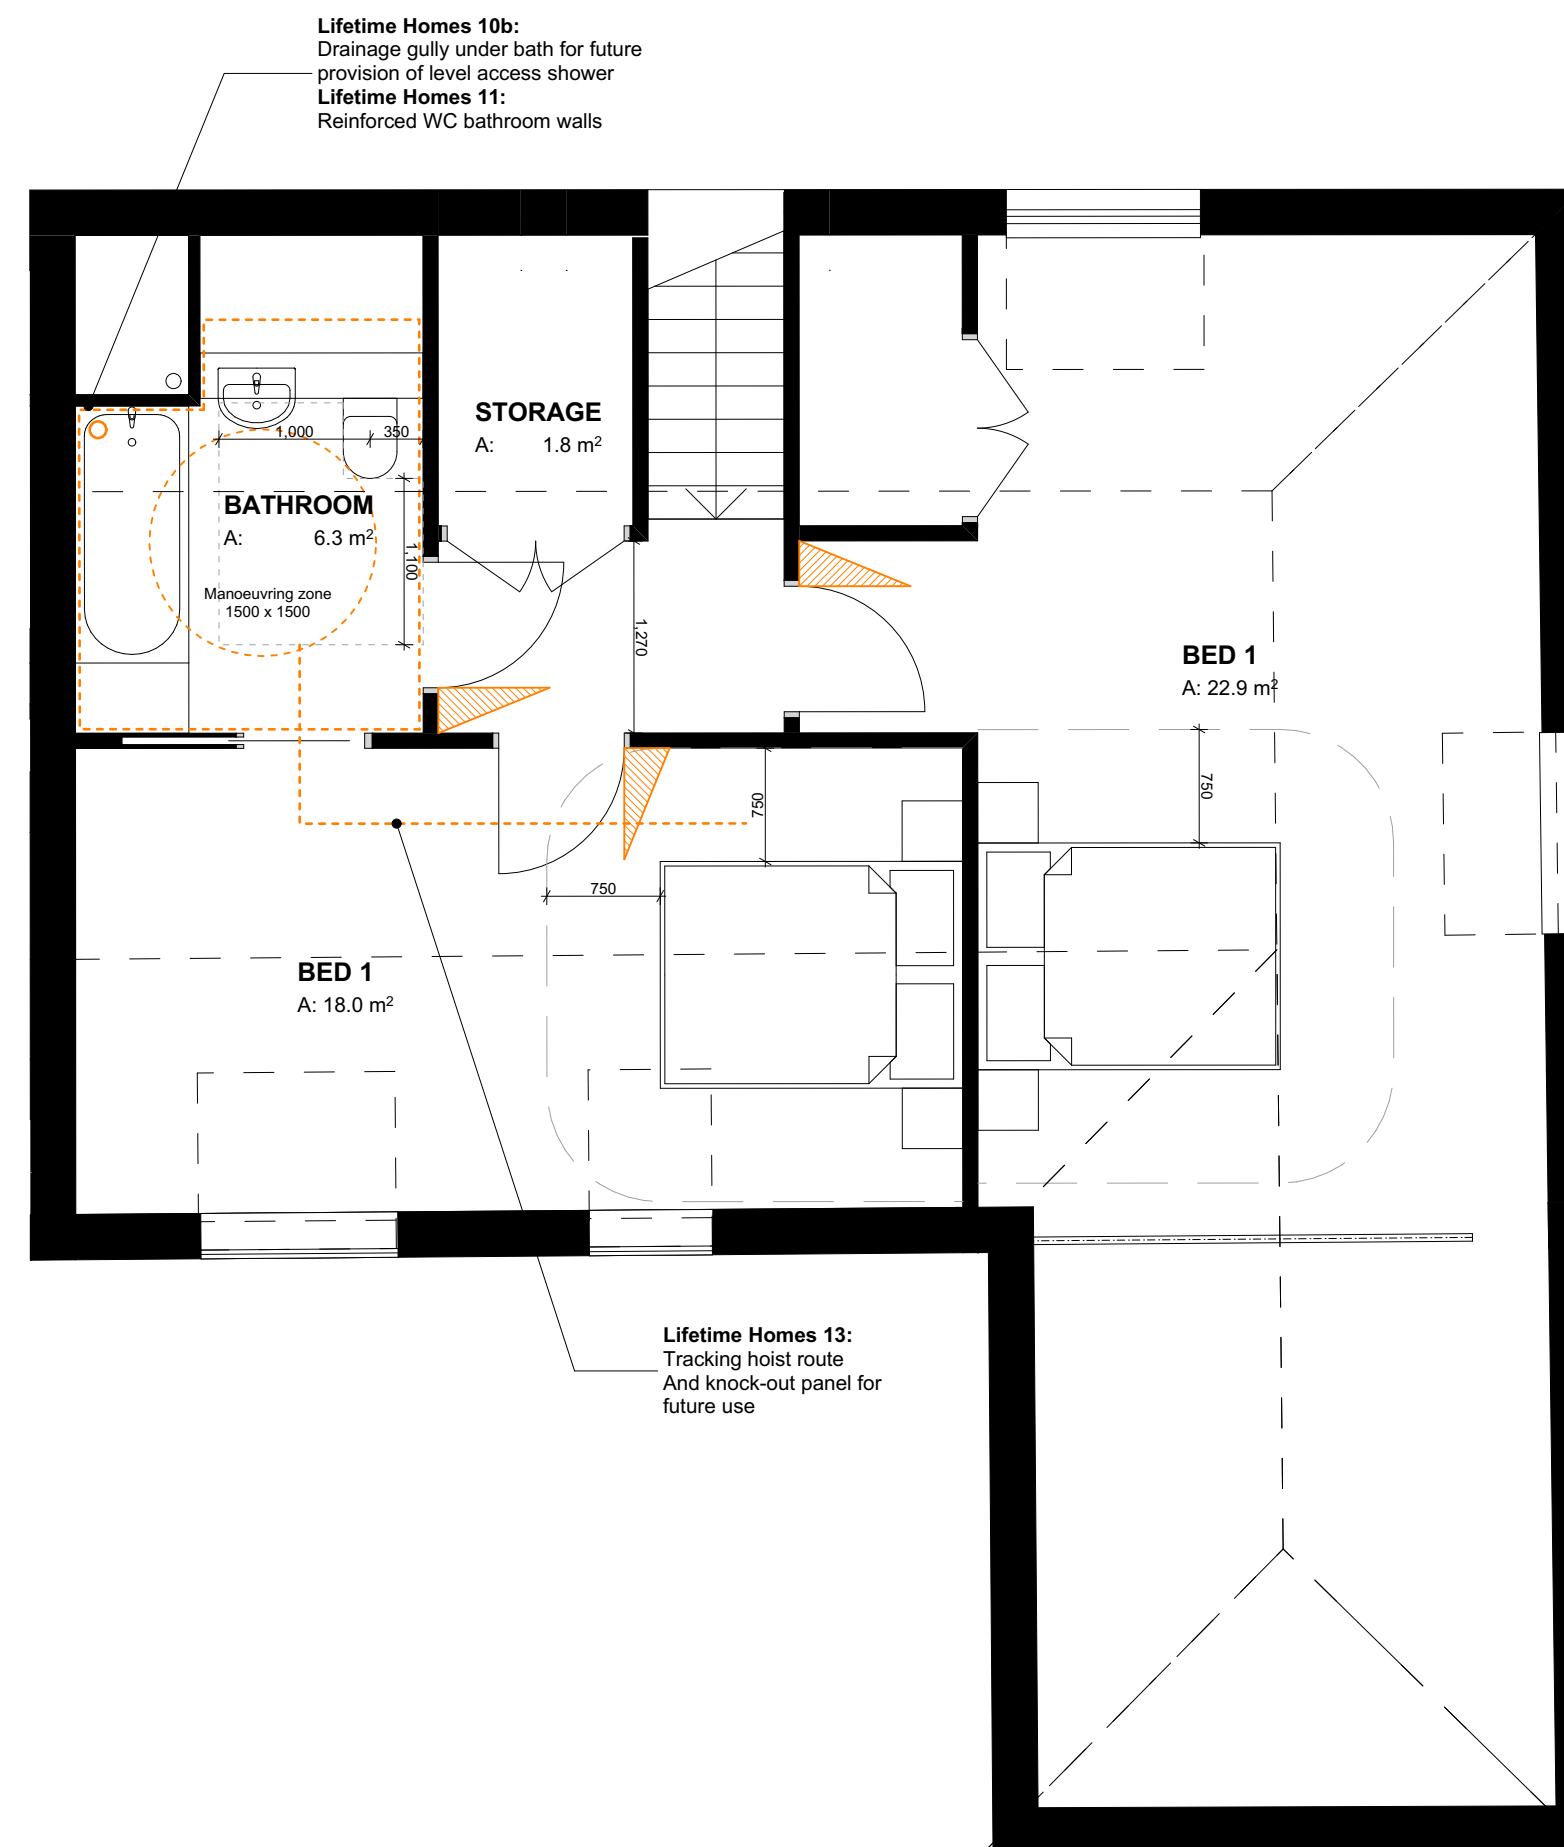 Lifetime Homes 10b:
Drainage gully under bath for future
provision of level access shower
Lifetime Homes 11:
Reinforced WC bathroom walls
STORAGE
A: 1.8 m²
1,000
350
BATHROOM
A: 6.3 m²
1,100
Manoeuvring zone
1500 x 1500
1,270
BED 1
A: 22.9 m²
750
750
750
BED 1
A: 18.0 m²
Lifetime Homes 13:
Tracking hoist route
And knock-out panel for
future use